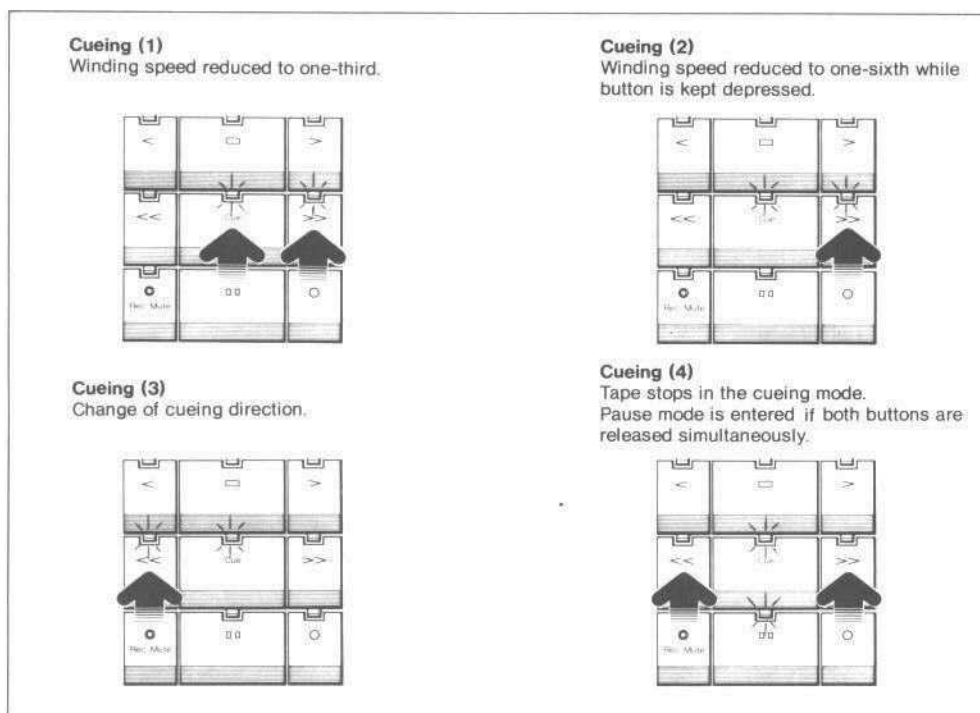 Cueing (1)
Winding speed reduced to one-third.
< >
<< Cue >>
Rec Mute
Cueing (2)
Winding speed reduced to one-sixth while
button is kept depressed.
< >
<< >>
Rec Mute
Cueing (3)
Change of cueing direction.
< >
<< Cue >>
Rec Mute
Cueing (4)
Tape stops in the cueing mode.
Pause mode is entered if both buttons are
released simultaneously.
< >
<< >>
Rec Mute